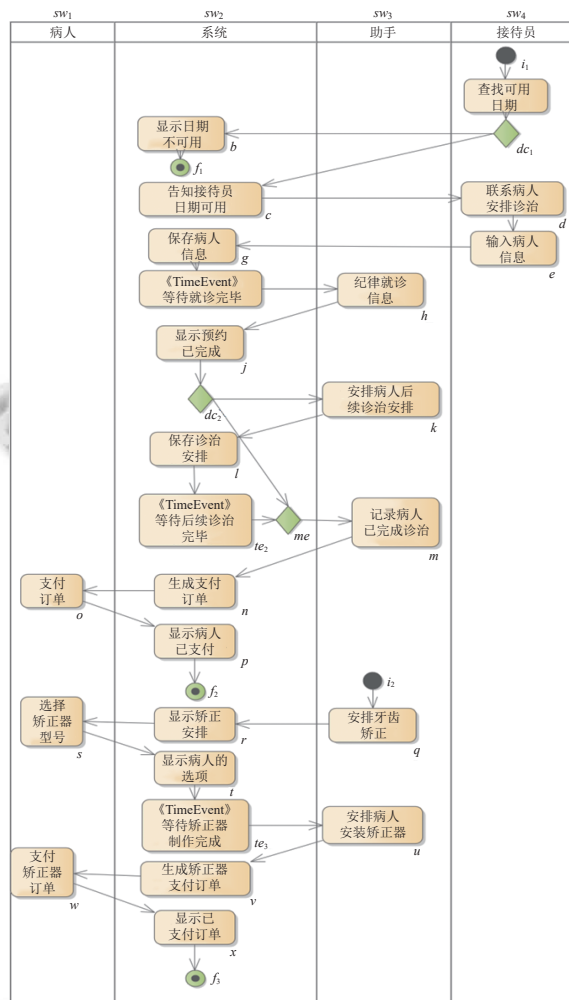 sw1 sw2 sw3 sw4
病人 系统 助手 接待员
i1
查找可用
日期
dc1
显示日期
不可用
b
f1
告知接待员
日期可用
c
联系病人
安排诊治
d
输入病人
信息
e
保存病人
信息
g
《TimeEvent》
等待就诊完毕
纪律就诊
信息
h
显示预约
已完成
j
dc2
安排病人后
续诊治安排
k
保存诊治
安排
l
《TimeEvent》
等待后续诊治
完毕
te2
me
记录病人
已完成诊治
m
生成支付
订单
n
支付
订单
o
显示病人
已支付
p
f2
i2
安排牙齿
矫正
q
显示矫正
安排
r
选择
矫正器
型号
s
显示病人的
选项
t
《TimeEvent》
等待矫正器
制作完成
te3
安排病人
安装矫正器
u
生成矫正器
支付订单
v
支付
矫正器
订单
w
显示已
支付订单
x
f3